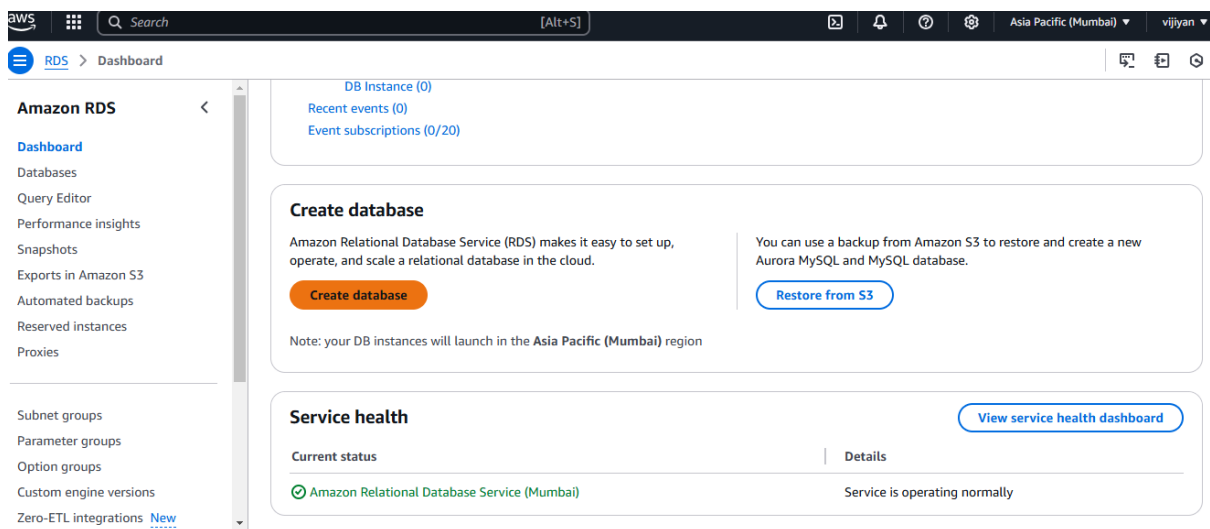 aws
Search [Alt+S]
Asia Pacific (Mumbai) ▼
vijiyan ▼
RDS > Dashboard
Amazon RDS
Dashboard
Databases
Query Editor
Performance insights
Snapshots
Exports in Amazon S3
Automated backups
Reserved instances
Proxies
Subnet groups
Parameter groups
Option groups
Custom engine versions
Zero-ETL integrations New
DB Instance (0)
Recent events (0)
Event subscriptions (0/20)
Create database
Amazon Relational Database Service (RDS) makes it easy to set up,
operate, and scale a relational database in the cloud.
Create database
You can use a backup from Amazon S3 to restore and create a new
Aurora MySQL and MySQL database.
Restore from S3
Note: your DB instances will launch in the Asia Pacific (Mumbai) region
Service health
View service health dashboard
Current status
Details
Amazon Relational Database Service (Mumbai)
Service is operating normally